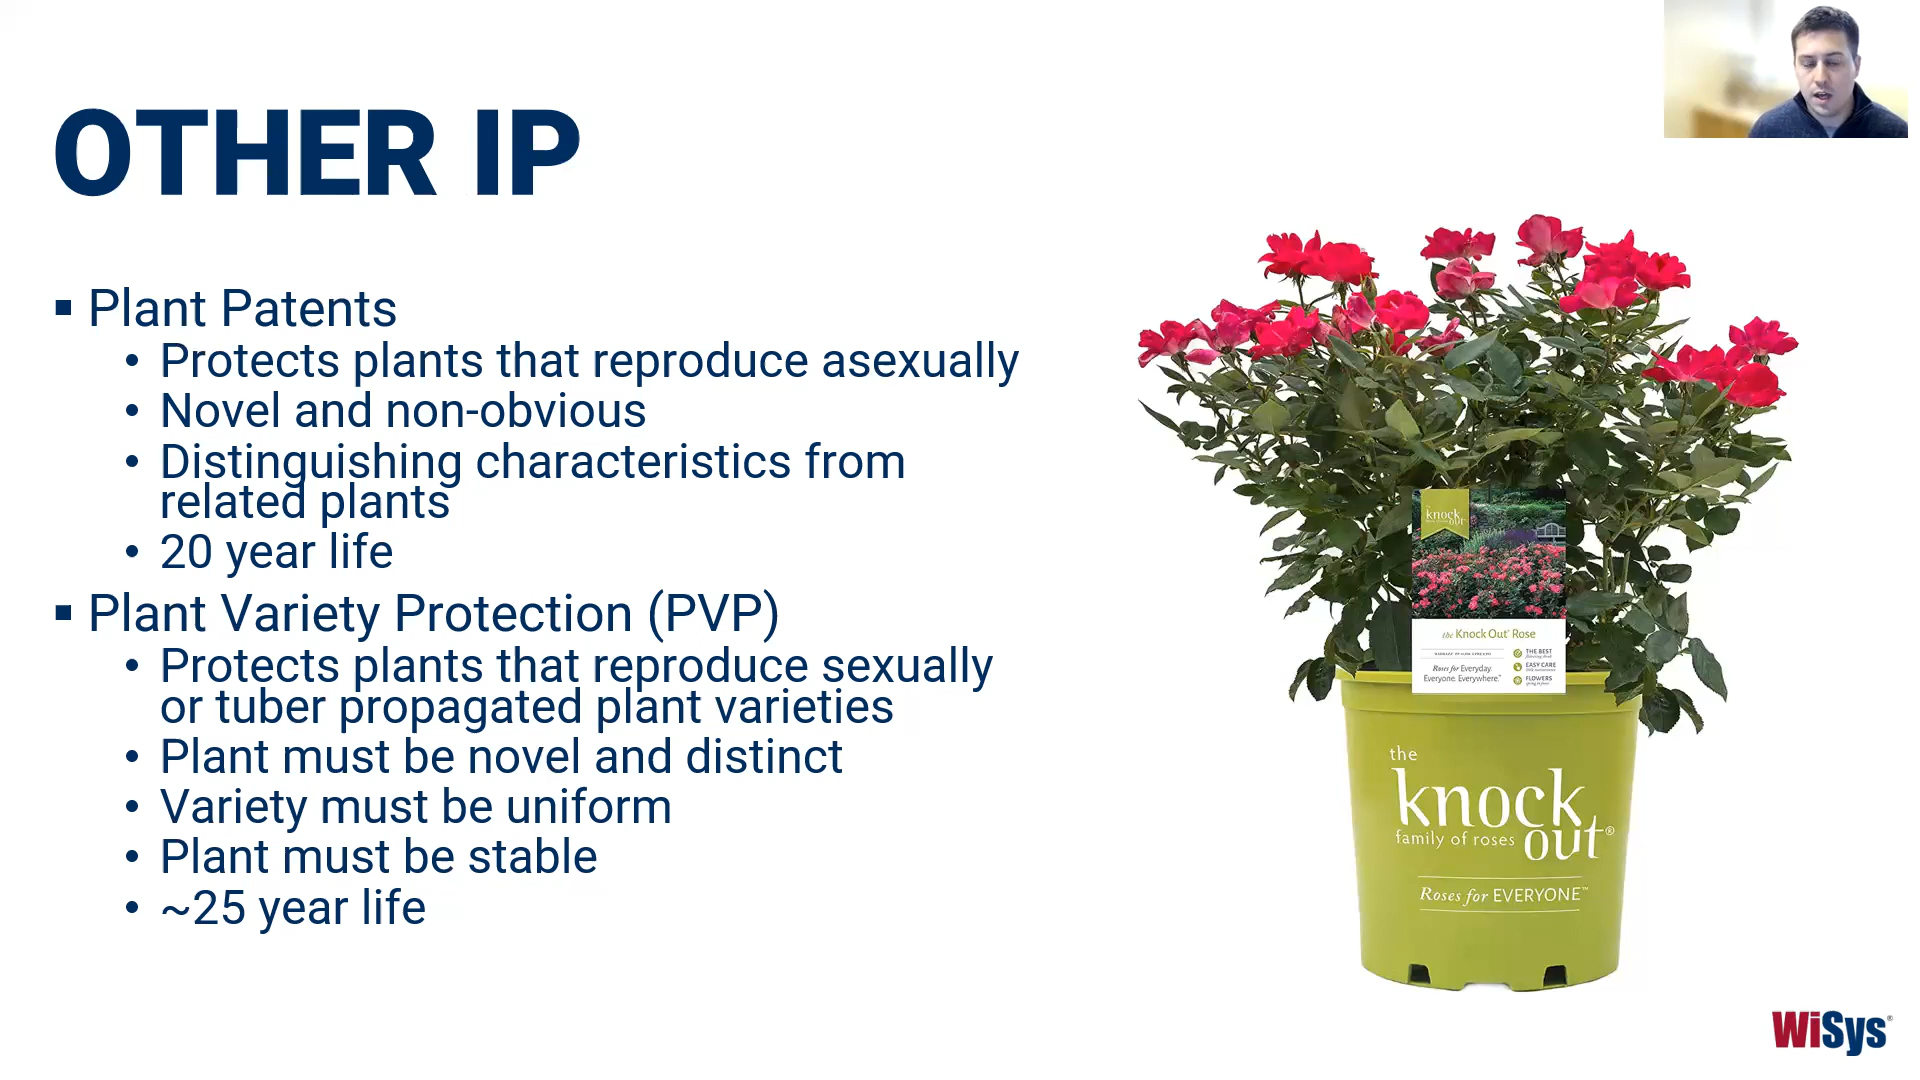 OTHER IP
▪ Plant Patents
• Protects plants that reproduce asexually
• Novel and non-obvious
• Distinguishing characteristics from
related plants
• 20 year life
▪ Plant Variety Protection (PVP)
• Protects plants that reproduce sexually
or tuber propagated plant varieties
• Plant must be novel and distinct
• Variety must be uniform
• Plant must be stable
• ~25 year life
knock
out
the Knock Out® Rose
Roses for Everyday.
Everyone. Everywhere.™
THE BEST
EASY CARE
FLOWERS
the
knock
family of roses out®
Roses for EVERYONE™
WiSys®